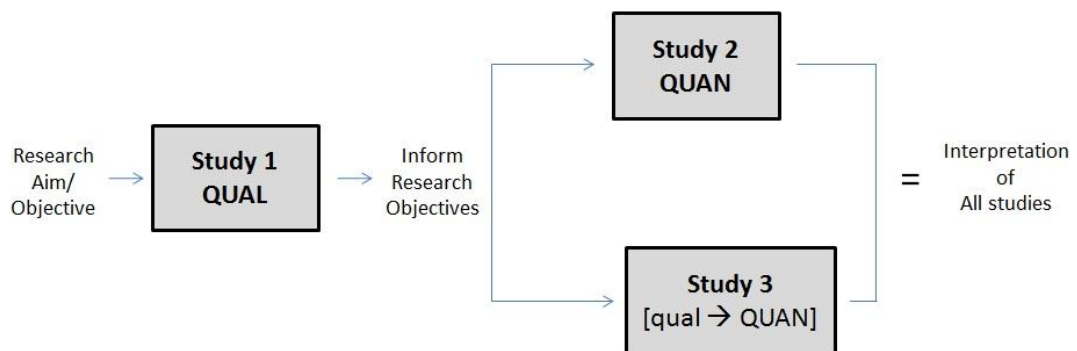 Research
Aim/
Objective
Study 1
QUAL
Inform
Research
Objectives
Study 2
QUAN
Study 3
[qual → QUAN]
=
Interpretation
of
All studies